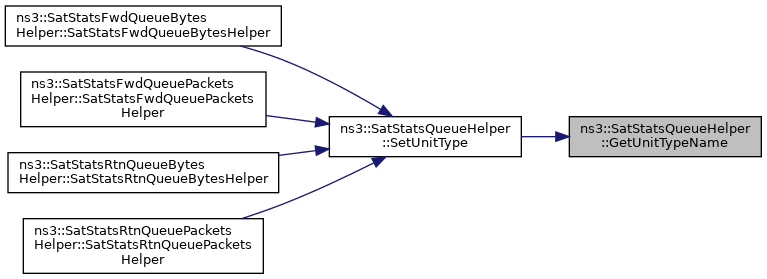 ns3::SatStatsFwdQueueBytes
Helper::SatStatsFwdQueueBytesHelper
ns3::SatStatsFwdQueuePackets
Helper::SatStatsFwdQueuePackets
Helper
ns3::SatStatsRtnQueueBytes
Helper::SatStatsRtnQueueBytesHelper
ns3::SatStatsRtnQueuePackets
Helper::SatStatsRtnQueuePackets
Helper
ns3::SatStatsQueueHelper
::SetUnitType
ns3::SatStatsQueueHelper
::GetUnitTypeName